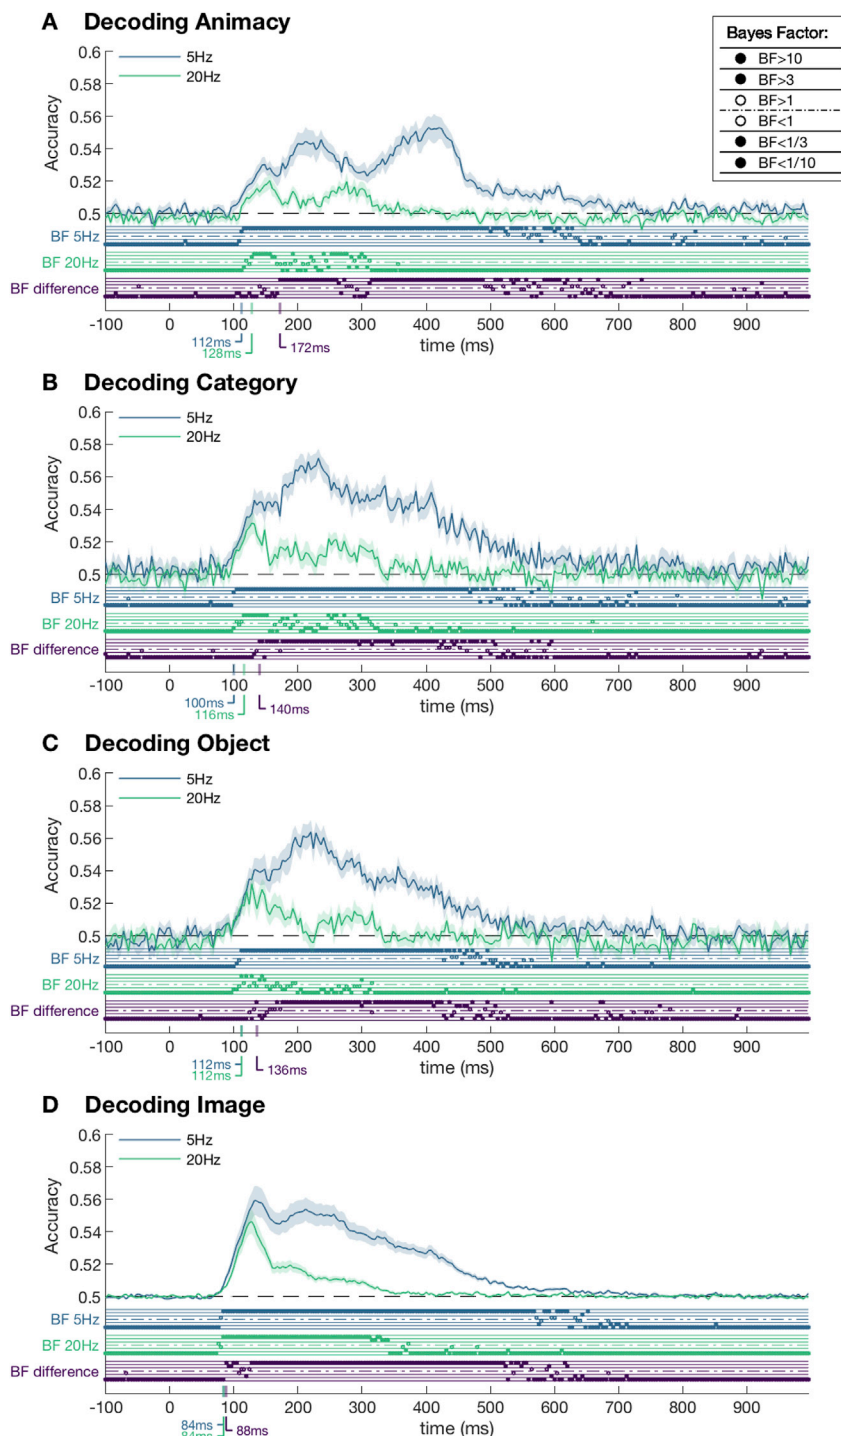 A Decoding Animacy
Bayes Factor:
BF>10
BF>3
BF>1
BF<1
BF<1/3
BF<1/10
0.6
0.58
0.56
0.54
0.52
0.5
Accuracy
5Hz
20Hz
BF 5Hz
BF 20Hz
BF difference
-100 0 100 200 300 400 500 600 700 800 900
time (ms)
112ms
128ms
172ms
B Decoding Category
0.6
0.58
0.56
0.54
0.52
0.5
Accuracy
5Hz
20Hz
BF 5Hz
BF 20Hz
BF difference
-100 0 100 200 300 400 500 600 700 800 900
time (ms)
100ms
116ms
140ms
C Decoding Object
0.6
0.58
0.56
0.54
0.52
0.5
Accuracy
5Hz
20Hz
BF 5Hz
BF 20Hz
BF difference
-100 0 100 200 300 400 500 600 700 800 900
time (ms)
112ms
112ms
136ms
D Decoding Image
0.6
0.58
0.56
0.54
0.52
0.5
Accuracy
5Hz
20Hz
BF 5Hz
BF 20Hz
BF difference
-100 0 100 200 300 400 500 600 700 800 900
time (ms)
84ms
84ms
88ms